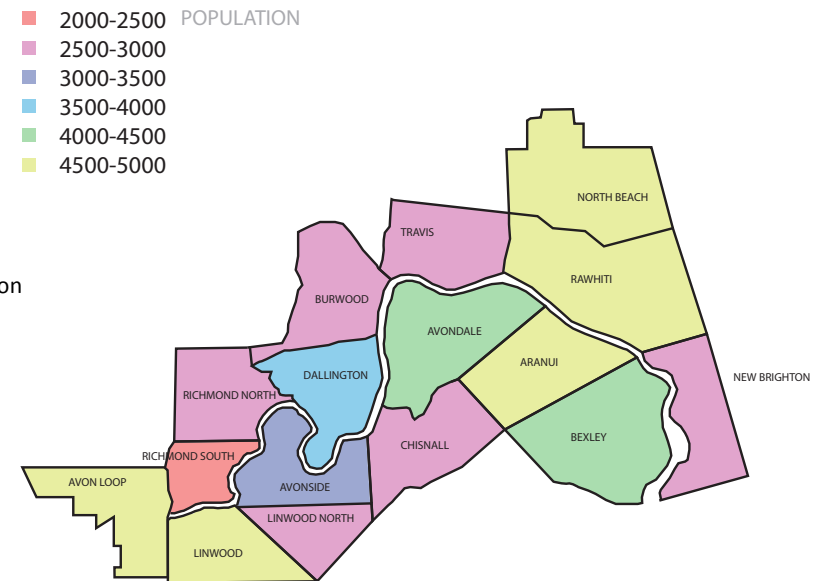 2000-2500 POPULATION
2500-3000
3000-3500
3500-4000
4000-4500
4500-5000
on
NORTH BEACH
TRAVIS
RAWHITI
BURWOOD
AVONDALE
ARANUI
DALLINGTON
NEW BRIGHTON
RICHMOND NORTH
BEXLEY
CHISNALL
RICHMOND SOUTH
AVON LOOP
AVONSIDE
LINWOOD NORTH
LINWOOD